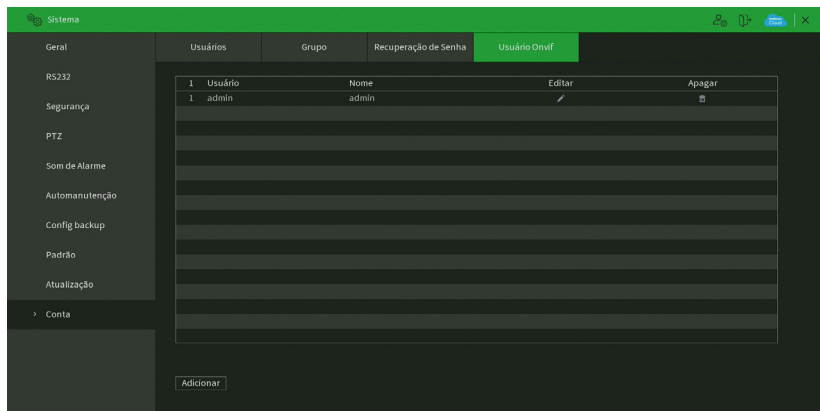 Sistema
Geral
RS232
Segurança
PTZ
Som de Alarme
Automanutenção
Config backup
Padrão
Atualização
› Conta
Usuários Grupo Recuperação de Senha Usuário Onvif
1 Usuário Nome Editar Apagar
1 admin admin
Adicionar